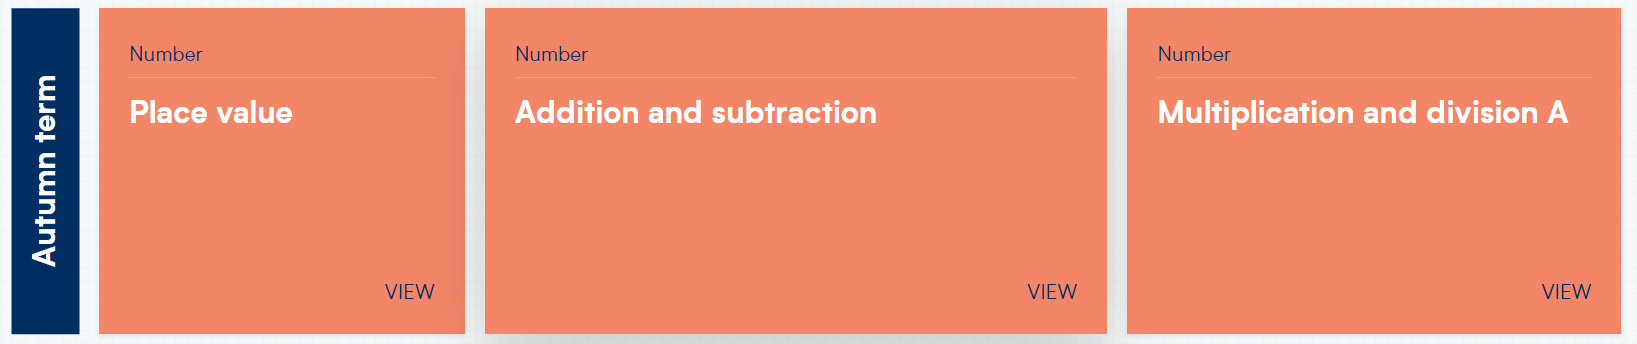 Autumn term
Number
Place value
VIEW
Number
Addition and subtraction
VIEW
Number
Multiplication and division A
VIEW